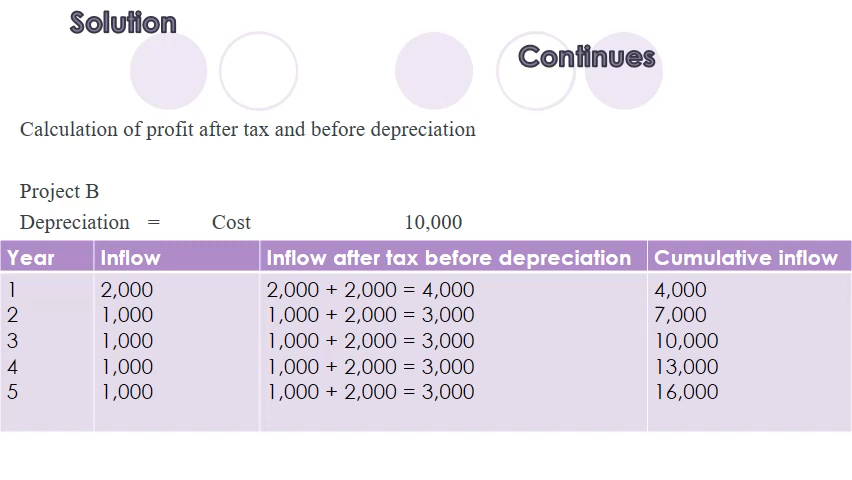 Solution
Continues
Calculation of profit after tax and before depreciation
Project B
Depreciation = Cost 10,000
Year Inflow Inflow after tax before depreciation Cumulative inflow
1 2,000 2,000 + 2,000 = 4,000 4,000
2 1,000 1,000 + 2,000 = 3,000 7,000
3 1,000 1,000 + 2,000 = 3,000 10,000
4 1,000 1,000 + 2,000 = 3,000 13,000
5 1,000 1,000 + 2,000 = 3,000 16,000